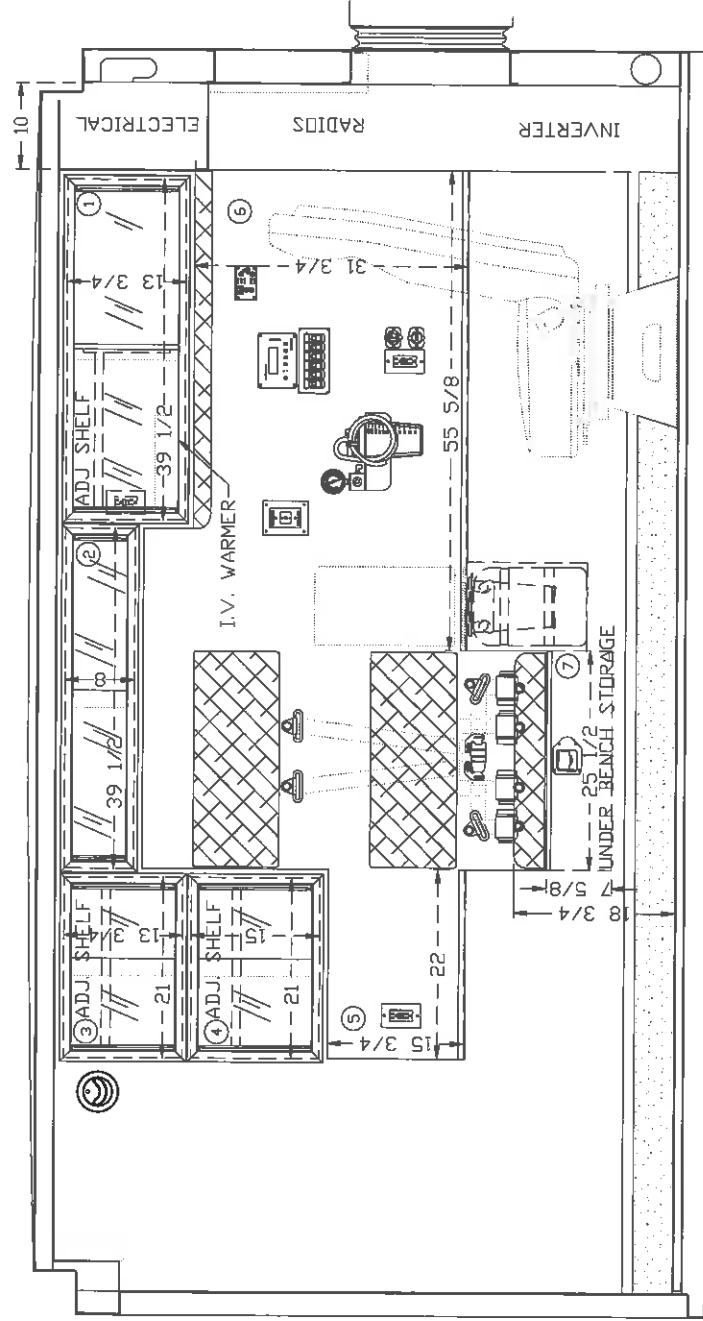 10
ELECTRICAL
RADIOS
INVERTER
1
13 3/4
ADJ SHELF
39 1/2
I.V. WARMER
2
8
39 1/2
3
ADJ. SHELF
13 3/4
21
4
ADJ. SHELF
15
21
5
15 3/4
22
6
31 3/4
55 5/8
7
25 1/2
UNDER BENCH STORAGE
7 5/8
18 3/4